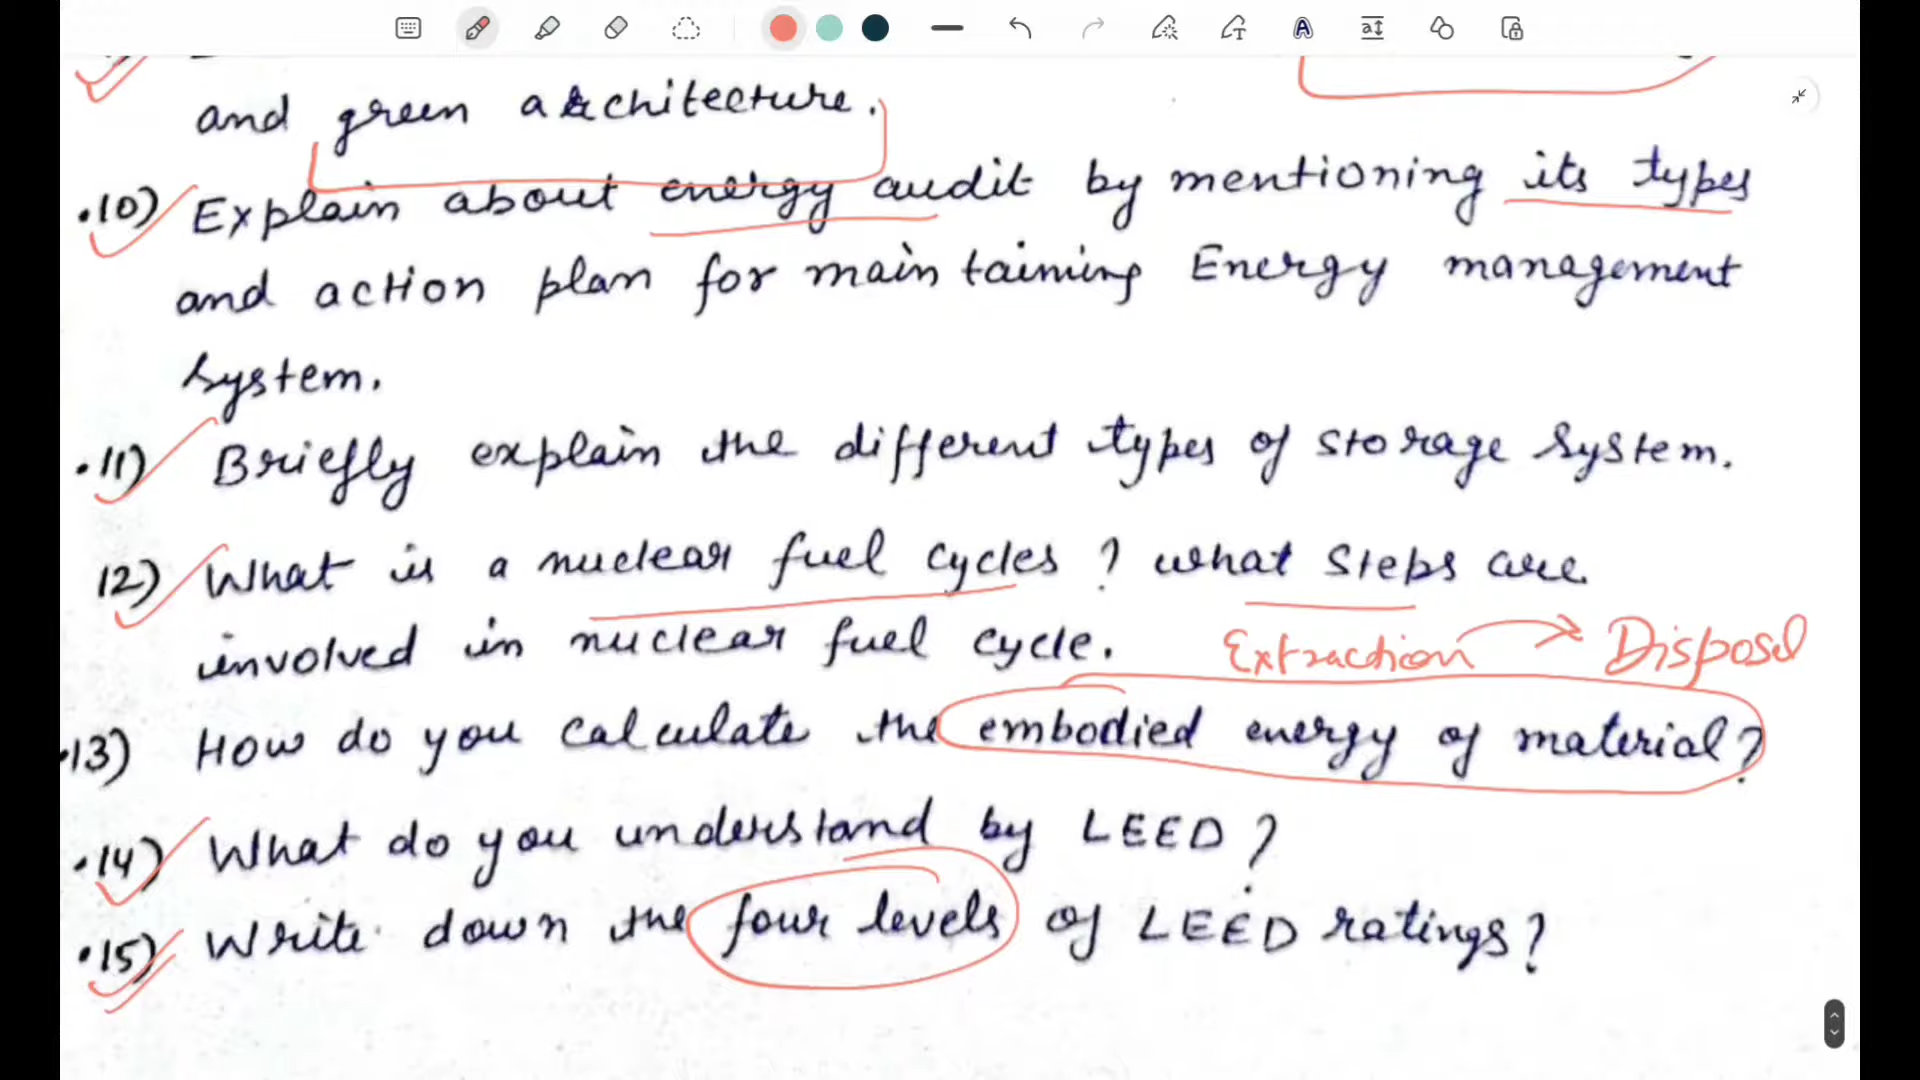 and green architecture.
.10) Explain about energy audit by mentioning its types
and action plan for maintaining Energy management
System.
.11) Briefly explain the different types of storage System.
12) What is a nuclear fuel cycles ? what steps are
involved in nuclear fuel cycle.
Extraction → Disposal
.13) How do you calculate the embodied energy of material?
.14) What do you understand by LEED ?
.15) Write down the four levels of LEED ratings?